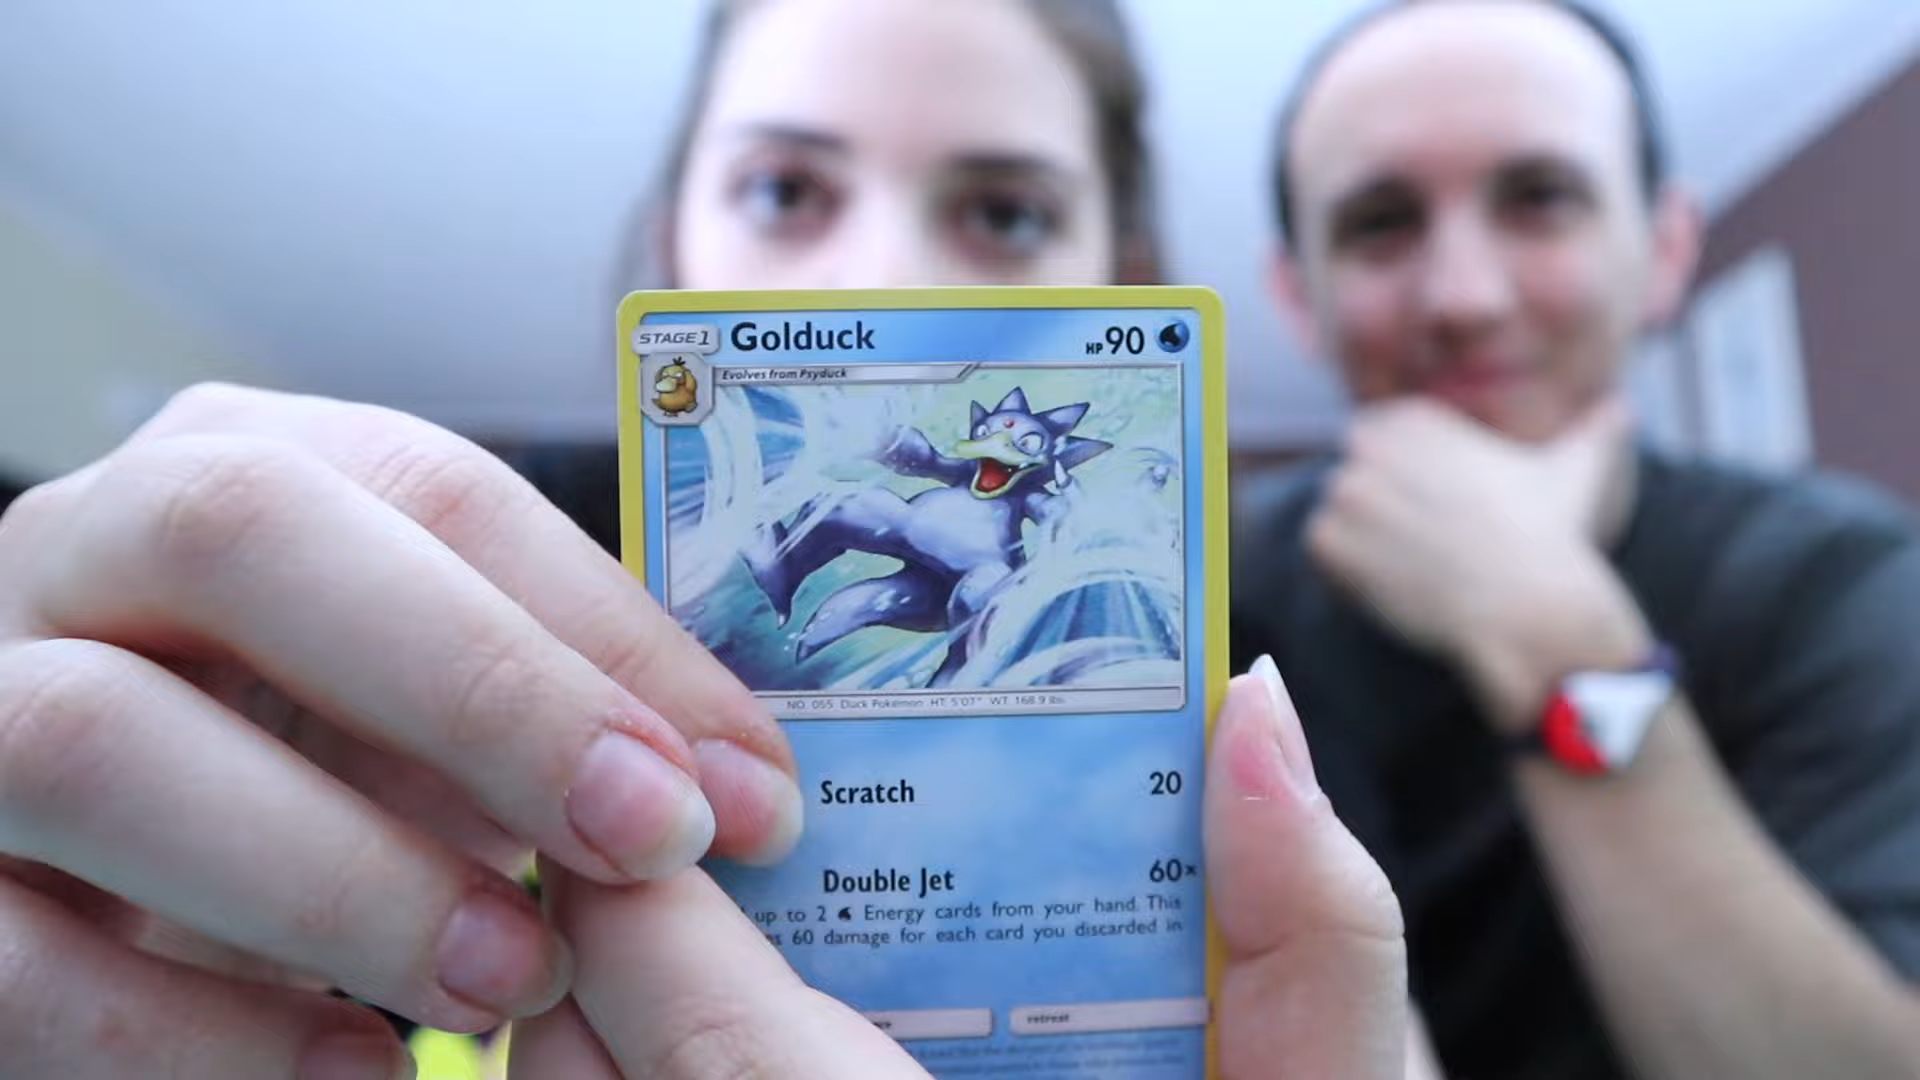 STAGE 1 Golduck HP 90
Evolves from Psyduck
NO. 055 Duck Pokémon HT: 5'07" WT: 168.9 lbs.
Scratch 20
Double Jet 60×
up to 2 Energy cards from your hand. This
60 damage for each card you discarded in
retreat